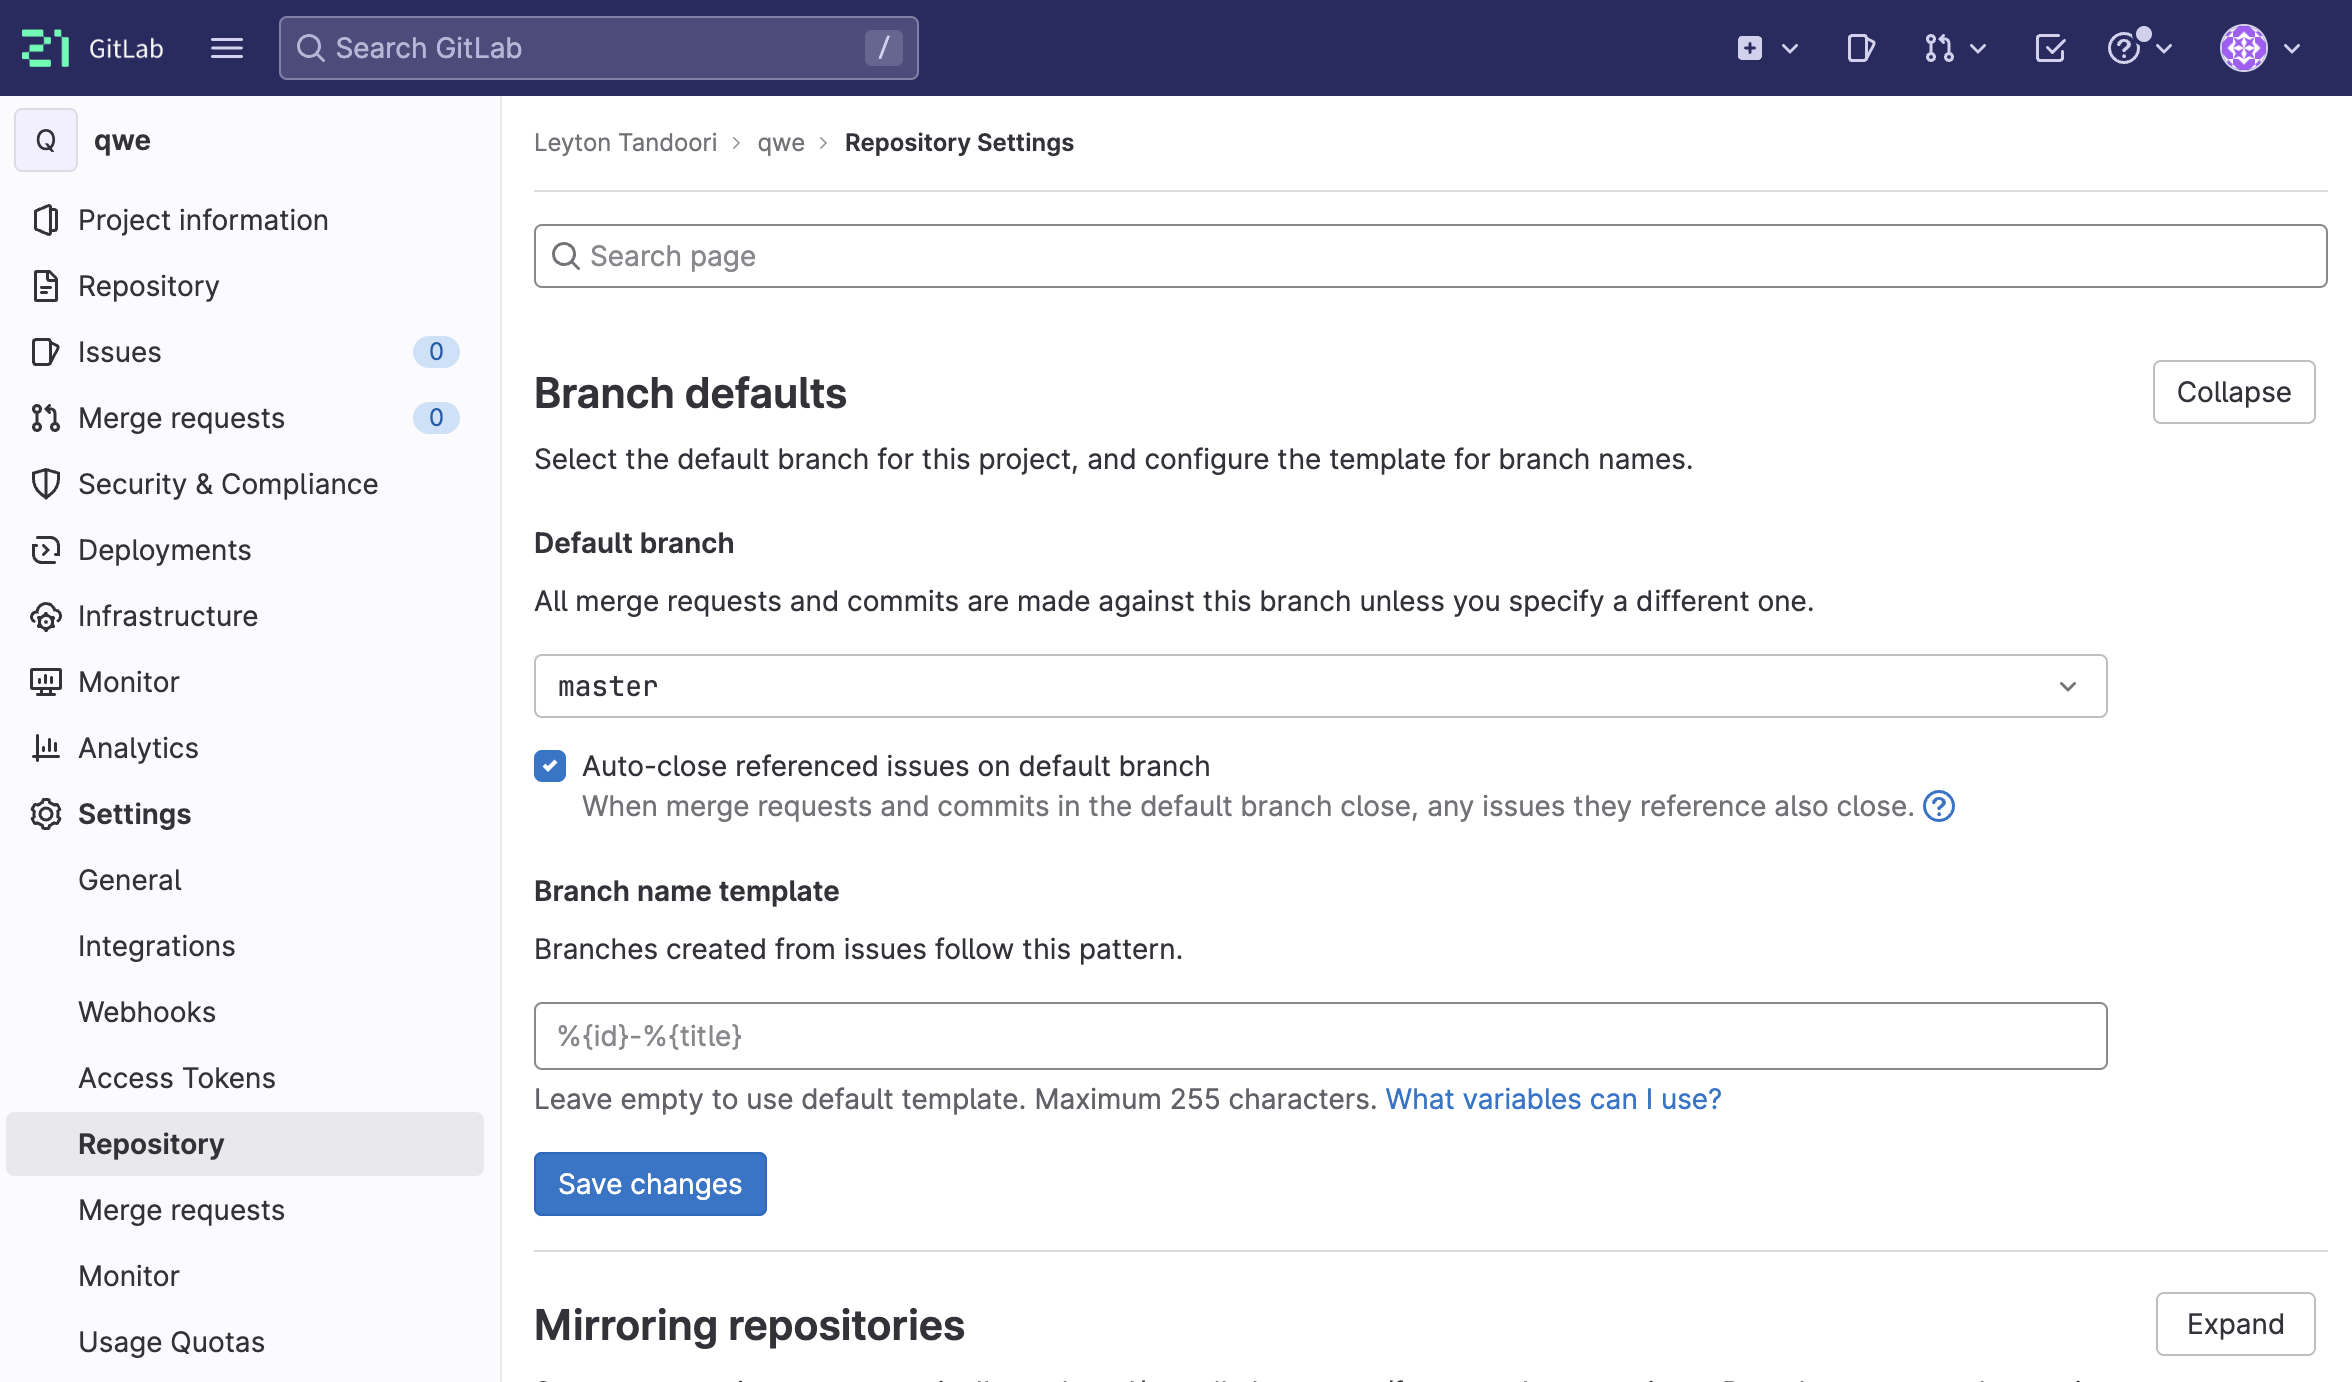 GitLab
Search GitLab
/
Q
qwe
Project information
Repository
Issues
0
Merge requests
0
Security & Compliance
Deployments
Infrastructure
Monitor
Analytics
Settings
General
Integrations
Webhooks
Access Tokens
Repository
Merge requests
Monitor
Usage Quotas
Leyton Tandoori > qwe > Repository Settings
Search page
Branch defaults
Collapse
Select the default branch for this project, and configure the template for branch names.
Default branch
All merge requests and commits are made against this branch unless you specify a different one.
master
Auto-close referenced issues on default branch
When merge requests and commits in the default branch close, any issues they reference also close.
Branch name template
Branches created from issues follow this pattern.
%{id}-%{title}
Leave empty to use default template. Maximum 255 characters. What variables can I use?
Save changes
Mirroring repositories
Expand